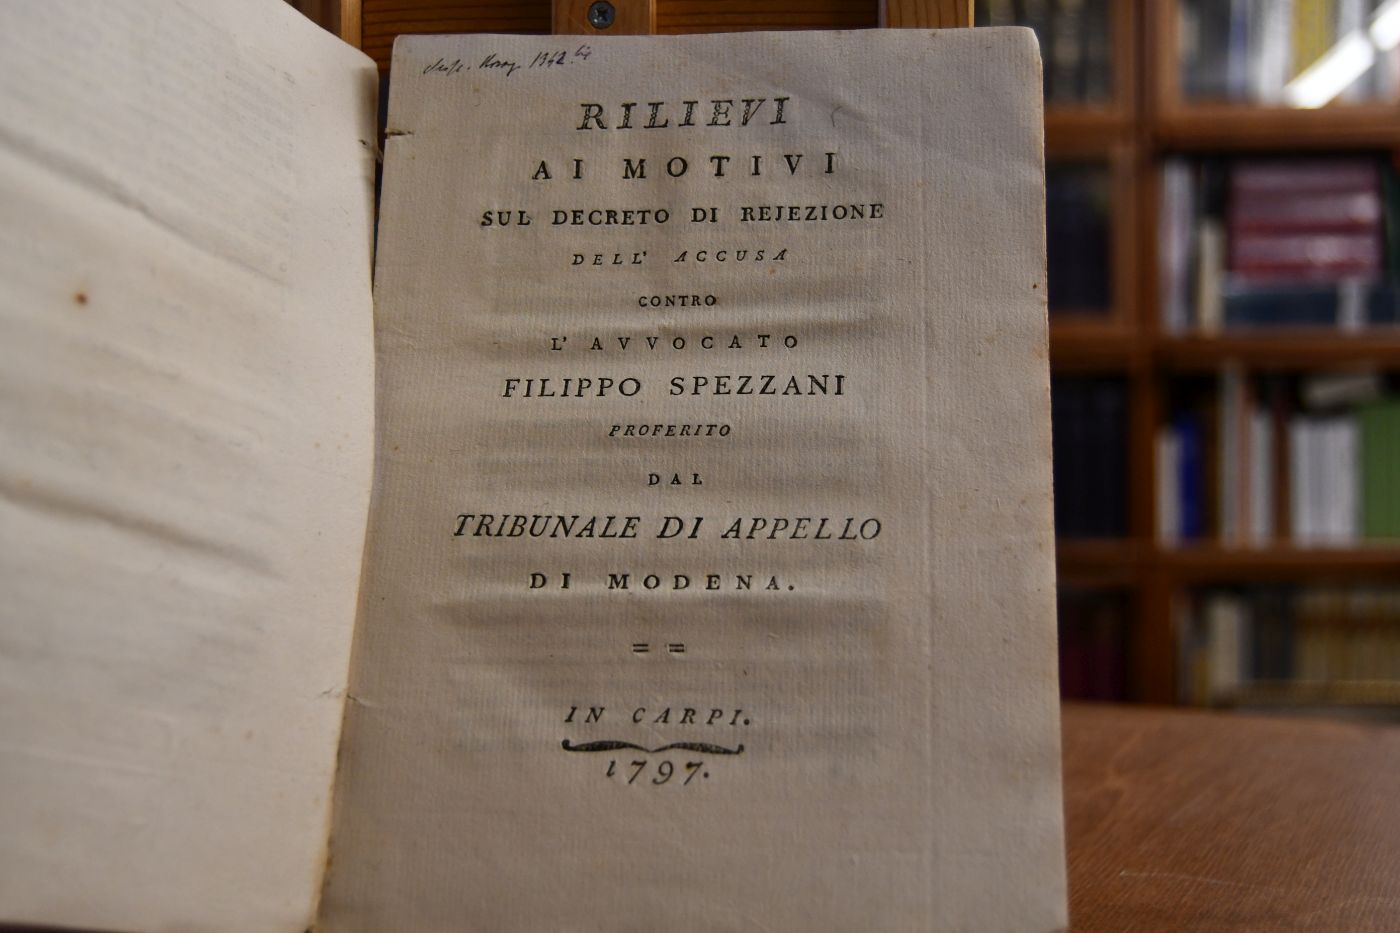 RILIEVI
AI MOTIVI
SUL DECRETO DI REJEZIONE
DELL' ACCUSA
CONTRO
L' AVVOCATO
FILIPPO SPEZZANI
PROFERITO
DAL
TRIBUNALE DI APPELLO
DI MODENA.
= =
IN CARPI.
1797.